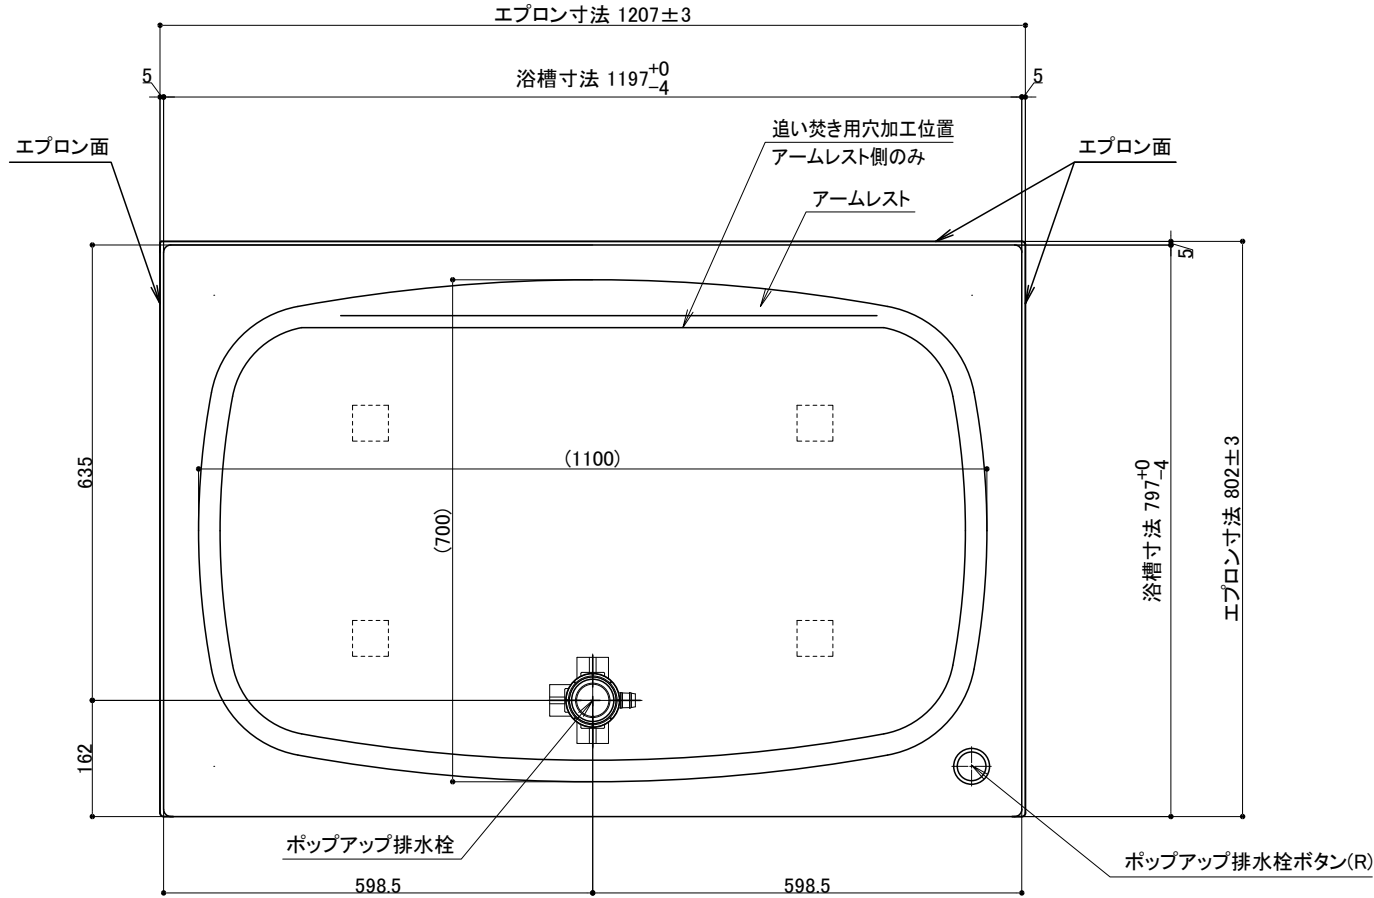 エプロン寸法 1207±3
5
浴槽寸法 1197+0-4
5
エプロン面
追い焚き用穴加工位置
アームレスト側のみ
エプロン面
アームレスト
5
635
(1100)
(700)
浴槽寸法 797+0-4
エプロン寸法 802±3
162
ポップアップ排水栓
ポップアップ排水栓ボタン(R)
598.5
598.5